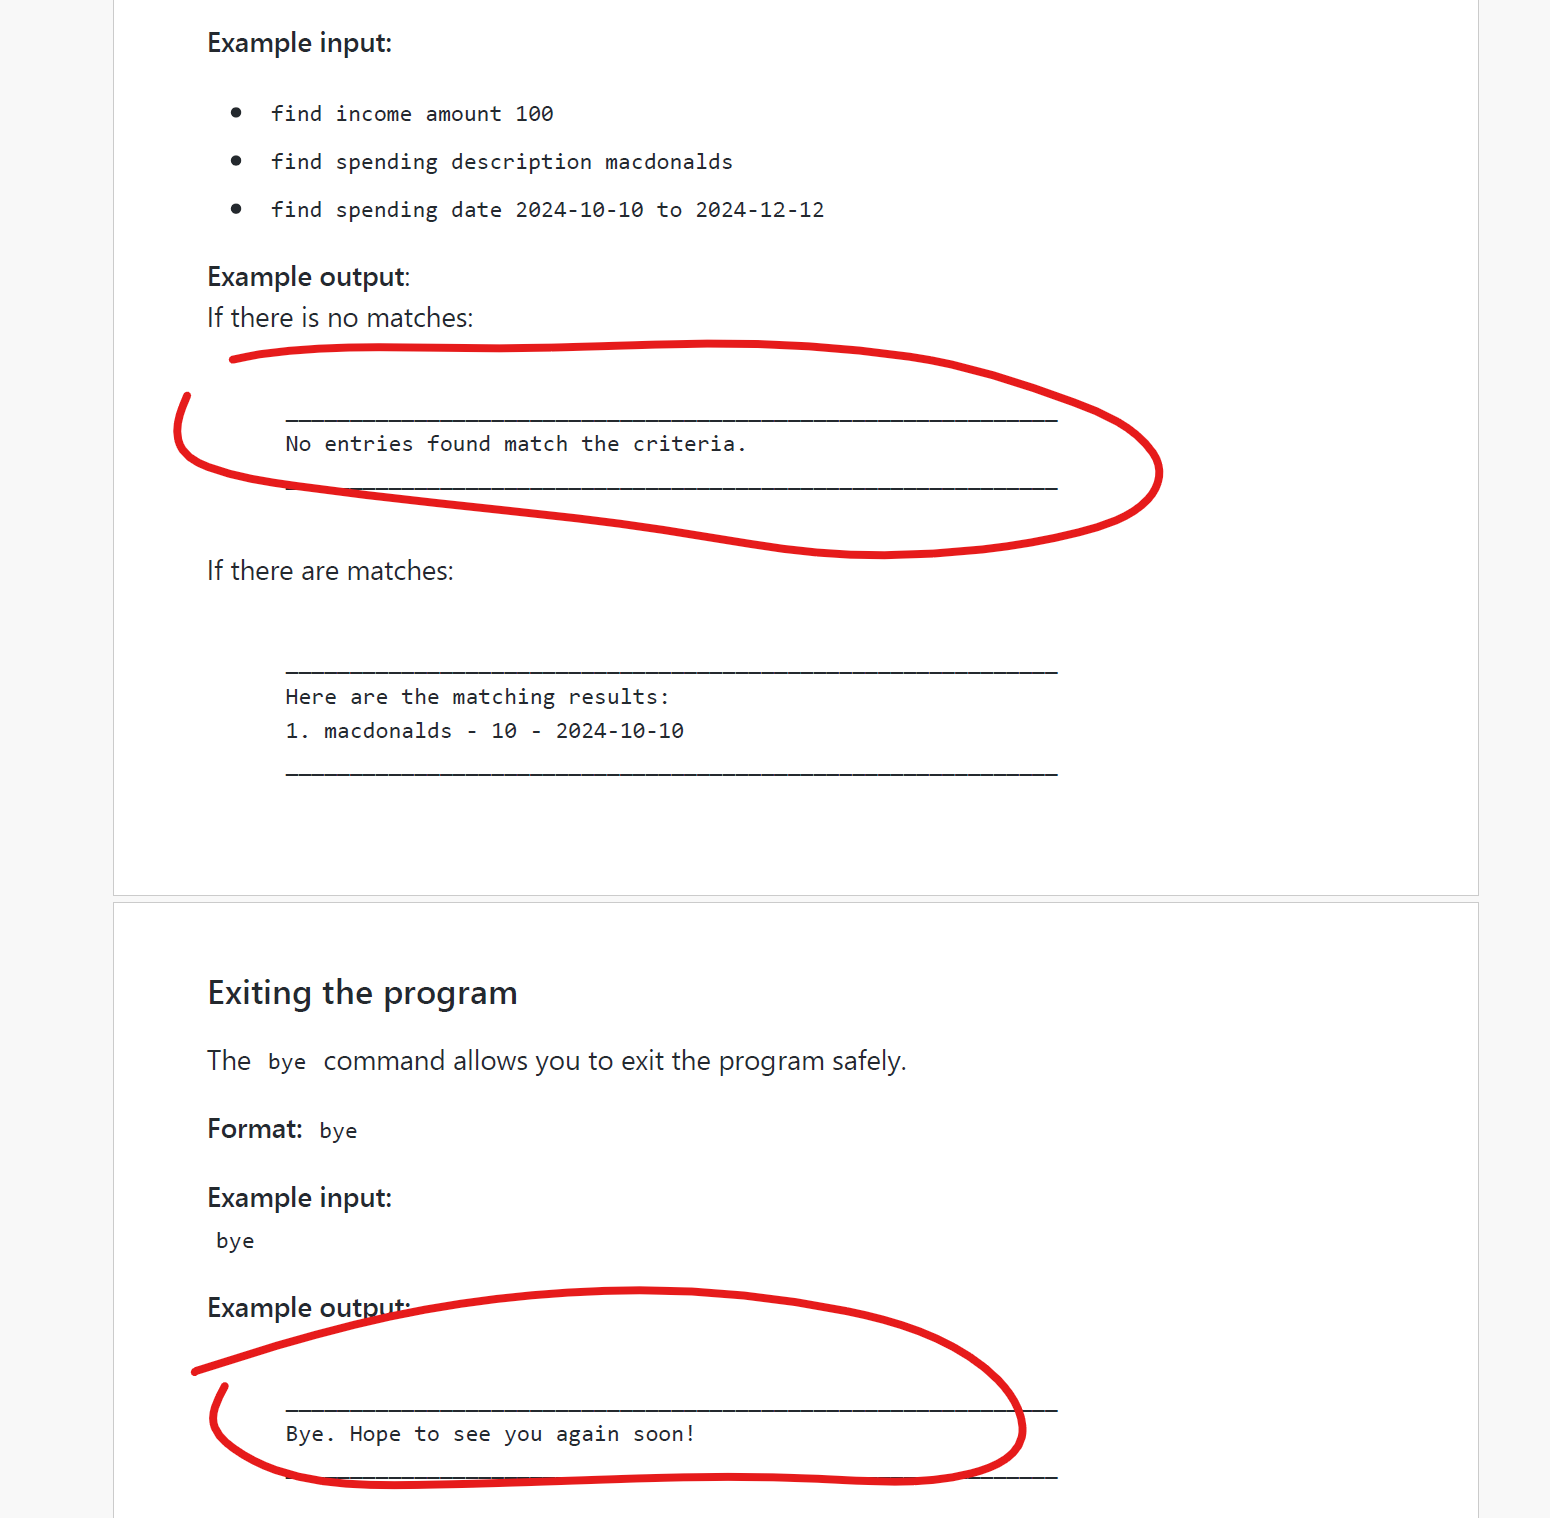 Example input:
find income amount 100
find spending description macdonalds
find spending date 2024-10-10 to 2024-12-12
Example output:
If there is no matches:
____________________________________________________________
No entries found match the criteria.
____________________________________________________________
If there are matches:
____________________________________________________________
Here are the matching results:
1. macdonalds - 10 - 2024-10-10
____________________________________________________________
Exiting the program
The bye command allows you to exit the program safely.
Format: bye
Example input:
bye
Example output:
____________________________________________________________
Bye. Hope to see you again soon!
____________________________________________________________